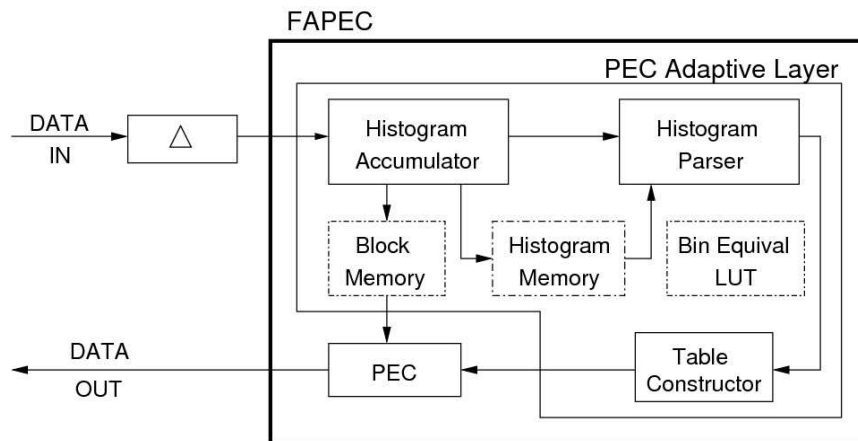 FAPEC
PEC Adaptive Layer
DATA
IN
△
Histogram
Accumulator
Histogram
Parser
Block
Memory
Histogram
Memory
Bin Equival
LUT
DATA
OUT
PEC
Table
Constructor